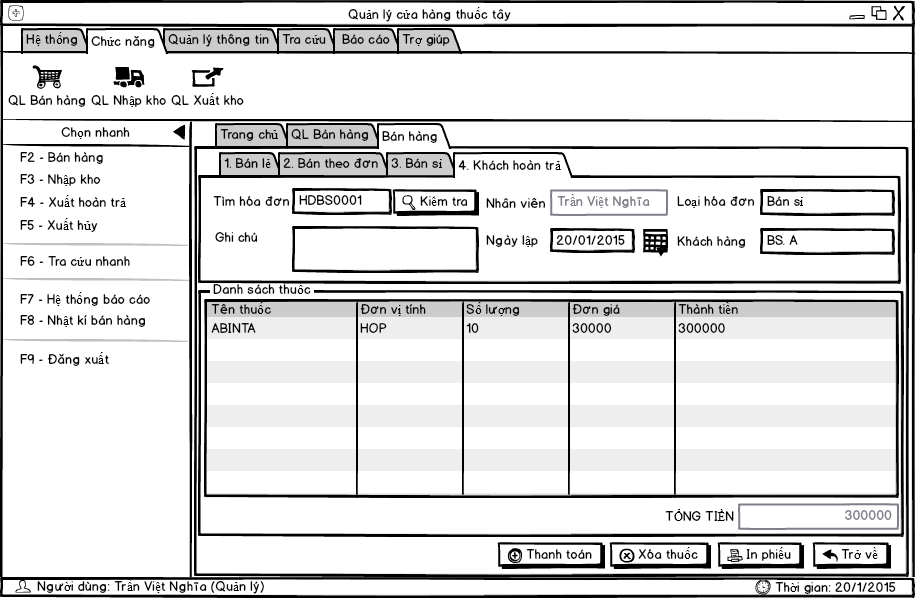 Quản lý cửa hàng thuốc tây
Hệ thống Chức năng Quản lý thông tin Tra cứu Báo cáo Trợ giúp
QL Bán hàng QL Nhập kho QL Xuất kho
Chọn nhanh
F2 - Bán hàng
F3 - Nhập kho
F4 - Xuất hoàn trả
F5 - Xuất hủy
F6 - Tra cứu nhanh
F7 - Hệ thống báo cáo
F8 - Nhật kí bán hàng
F9 - Đăng xuất
Trang chủ QL Bán hàng Bán hàng
1. Bán lẻ 2. Bán theo đơn 3. Bán sỉ 4. Khách hoàn trả
Tìm hóa đơn HDBS0001 Kiểm tra Nhân viên Trần Việt Nghĩa Loại hóa đơn Bán sỉ
Ghi chú Ngày lập 20/01/2015 Khách hàng BS. A
Danh sách thuốc
Tên thuốc Đơn vị tính Số lượng Đơn giá Thành tiền
ABINTA HOP 10 30000 300000
TỔNG TIỀN 300000
Thanh toán Xóa thuốc In phiếu Trở về
Người dùng: Trần Việt Nghĩa (Quản lý) Thời gian: 20/1/2015